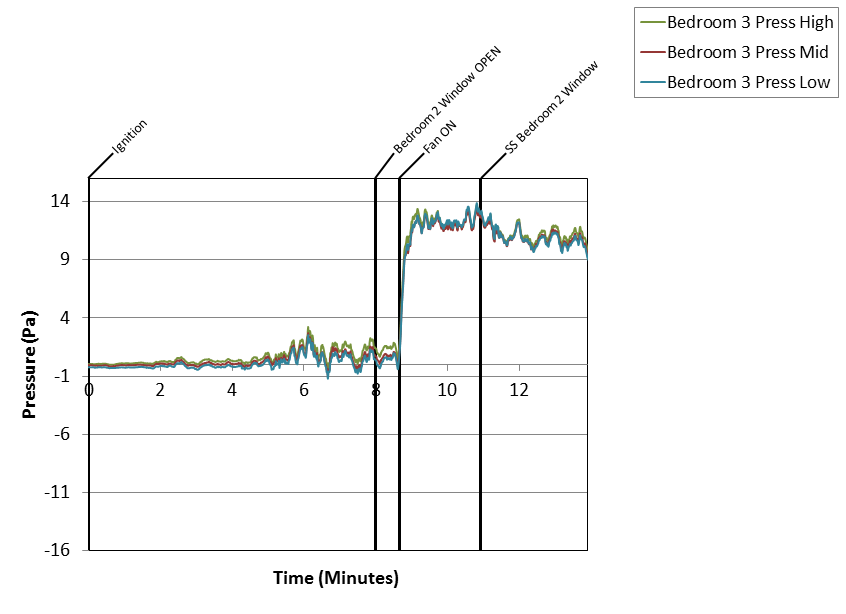 Bedroom 3 Press High
Bedroom 3 Press Mid
Bedroom 3 Press Low
Ignition
Bedroom 2 Window OPEN
Fan ON
SS Bedroom 2 Window
14
9
4
-1
-6
-11
-16
0 2 4 6 8 10 12
Pressure (Pa)
Time (Minutes)